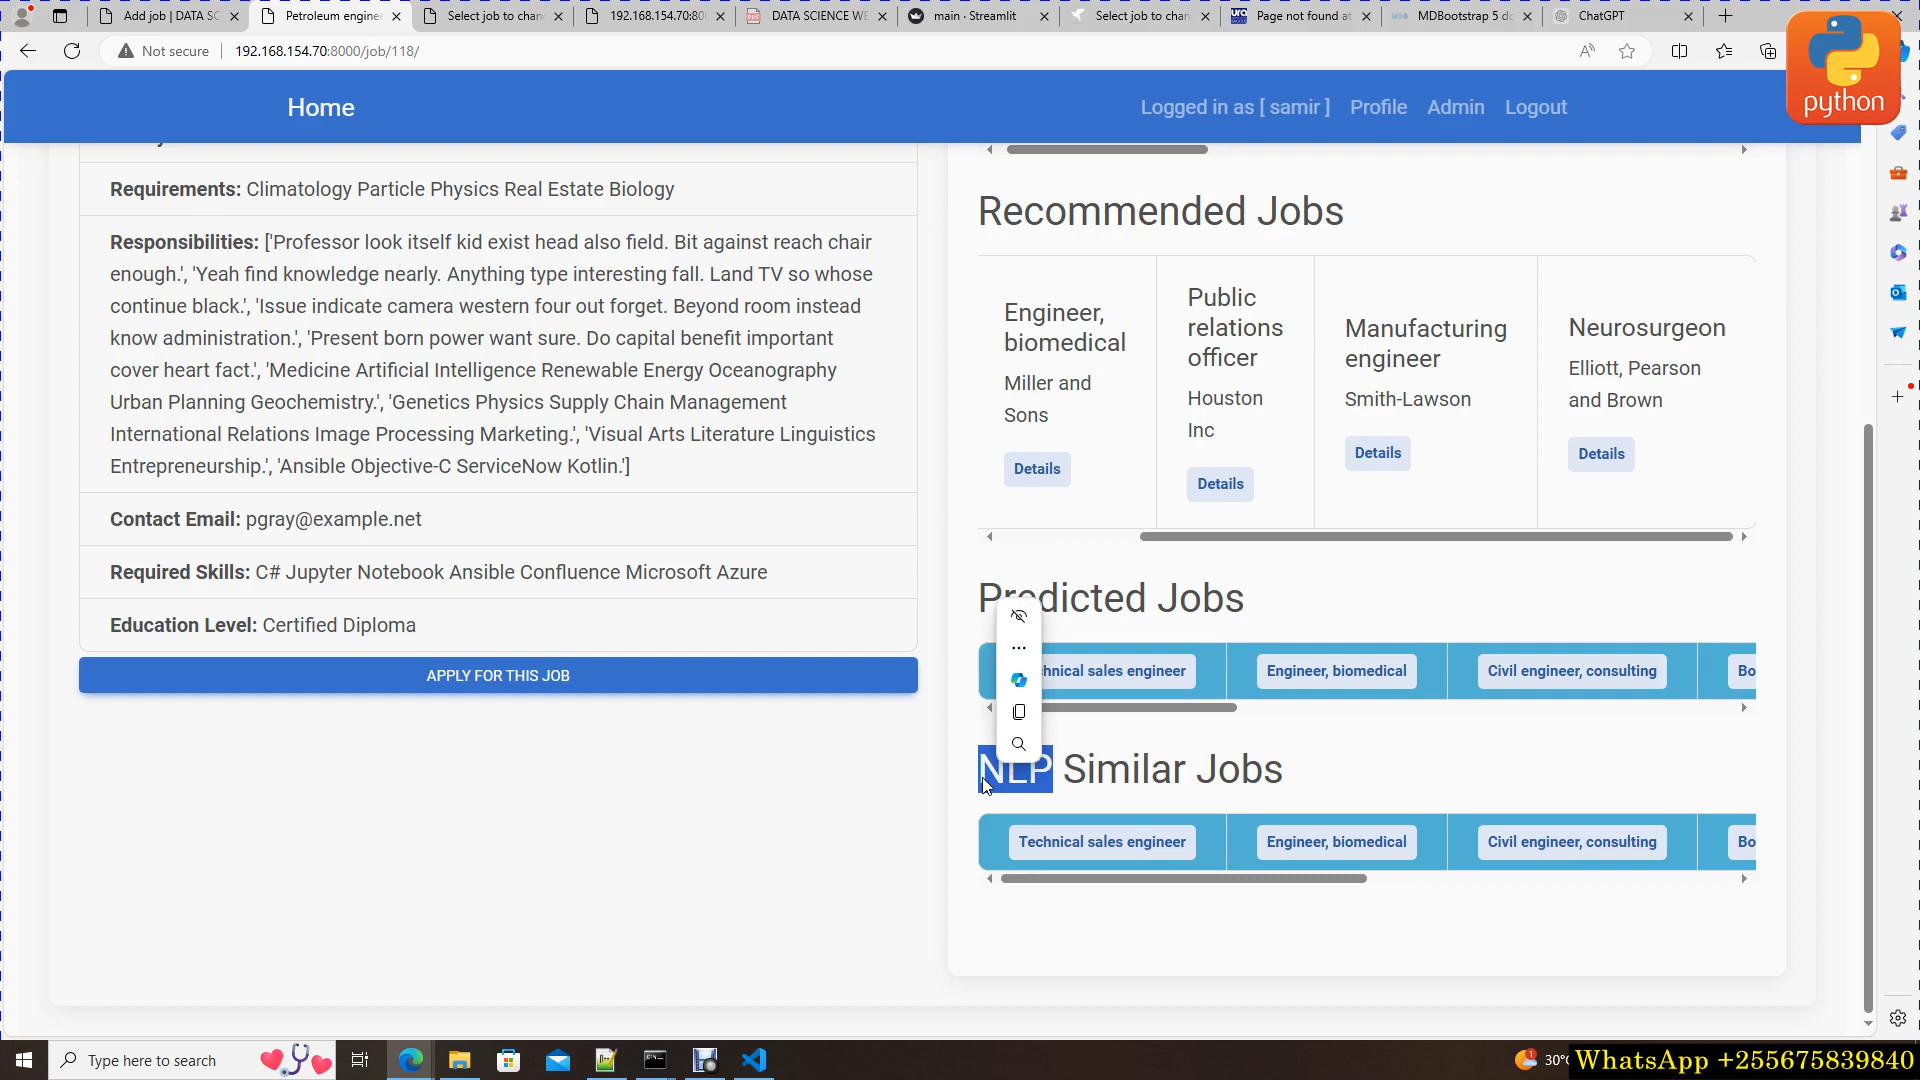 Add job | DATA SC
Petroleum enginee
Select job to chan
192.168.154.70:80
DATA SCIENCE WE
main · Streamlit
Select job to chan
Page not found at
MDBootstrap 5 do
ChatGPT
Not secure
192.168.154.70:8000/job/118/
python
Home
Logged in as [ samir ]
Profile
Admin
Logout
Requirements: Climatology Particle Physics Real Estate Biology
Responsibilities: ['Professor look itself kid exist head also field. Bit against reach chair
enough.', 'Yeah find knowledge nearly. Anything type interesting fall. Land TV so whose
continue black.', 'Issue indicate camera western four out forget. Beyond room instead
know administration.', 'Present born power want sure. Do capital benefit important
cover heart fact.', 'Medicine Artificial Intelligence Renewable Energy Oceanography
Urban Planning Geochemistry.', 'Genetics Physics Supply Chain Management
International Relations Image Processing Marketing.', 'Visual Arts Literature Linguistics
Entrepreneurship.', 'Ansible Objective-C ServiceNow Kotlin.']
Contact Email: pgray@example.net
Required Skills: C# Jupyter Notebook Ansible Confluence Microsoft Azure
Education Level: Certified Diploma
APPLY FOR THIS JOB
Recommended Jobs
Engineer,
biomedical
Miller and
Sons
Details
Public
relations
officer
Houston
Inc
Details
Manufacturing
engineer
Smith-Lawson
Details
Neurosurgeon
Elliott, Pearson
and Brown
Details
Predicted Jobs
hnical sales engineer
Engineer, biomedical
Civil engineer, consulting
Bo
NLP Similar Jobs
Technical sales engineer
Engineer, biomedical
Civil engineer, consulting
Bo
Type here to search
30°
WhatsApp +255675839840